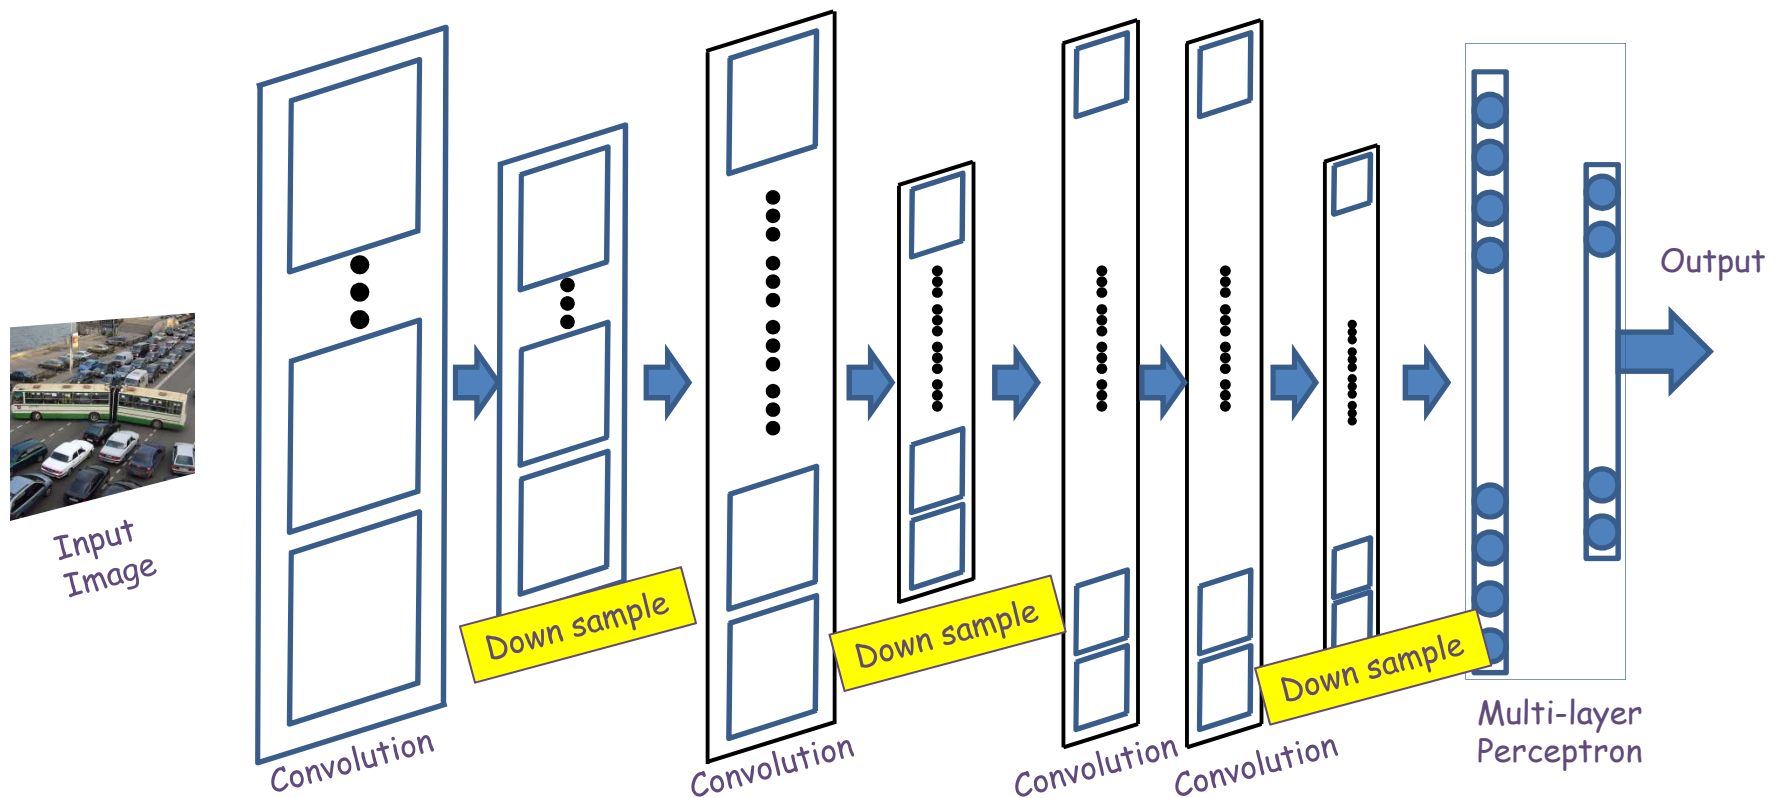 Input
Image
Convolution
Down sample
Convolution
Down sample
Convolution
Convolution
Down sample
Multi-layer
Perceptron
Output